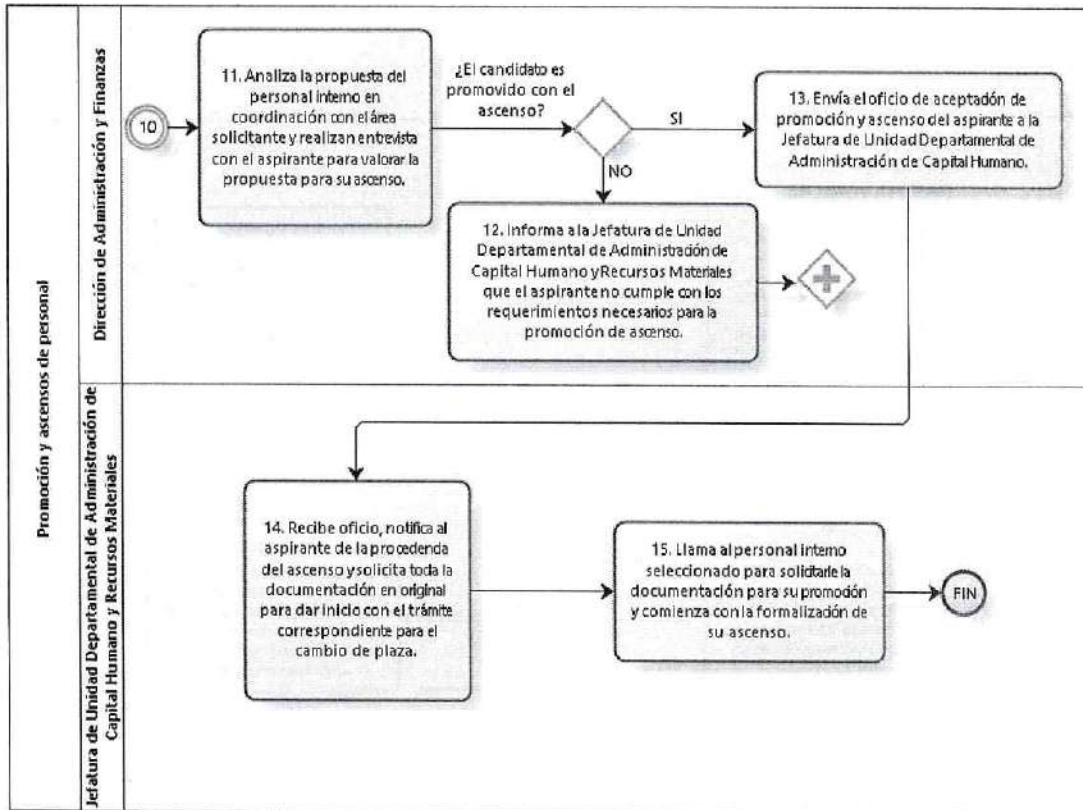 Promoción y ascensos de personal
Dirección de Administración y Finanzas
10
11. Analiza la propuesta del
personal interno en
coordinación con el área
solicitante y realizan entrevista
con el aspirante para valorar la
propuesta para su ascenso.
¿El candidato es
promovido con el
ascenso?
SI
NO
13. Envía el oficio de aceptación de
promoción y ascenso del aspirante a la
Jefatura de Unidad Departamental de
Administración de Capital Humano.
12. Informa a la Jefatura de Unidad
Departamental de Administración de
Capital Humano y Recursos Materiales
que el aspirante no cumple con los
requerimientos necesarios para la
promoción de ascenso.
Jefatura de Unidad Departamental de Administración de
Capital Humano y Recursos Materiales
14. Recibe oficio, notifica al
aspirante de la procedencia
del ascenso y solicita toda la
documentación en original
para dar inicio con el trámite
correspondiente para el
cambio de plaza.
15. Llama al personal interno
seleccionado para solicitarle la
documentación para su promoción
y comienza con la formalización de
su ascenso.
FIN